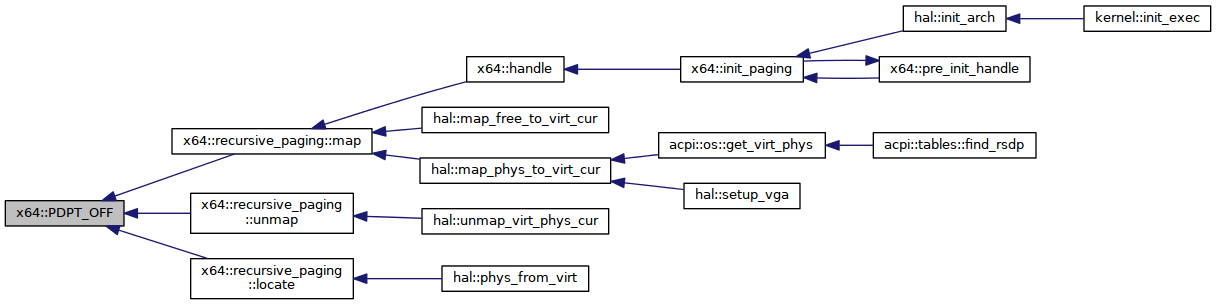 hal::init_arch
kernel::init_exec
x64::handle
x64::init_paging
x64::pre_init_handle
hal::map_free_to_virt_cur
x64::recursive_paging::map
acpi::os::get_virt_phys
acpi::tables::find_rsdp
hal::map_phys_to_virt_cur
hal::setup_vga
x64::PDPT_OFF
x64::recursive_paging
::unmap
hal::unmap_virt_phys_cur
x64::recursive_paging
::locate
hal::phys_from_virt